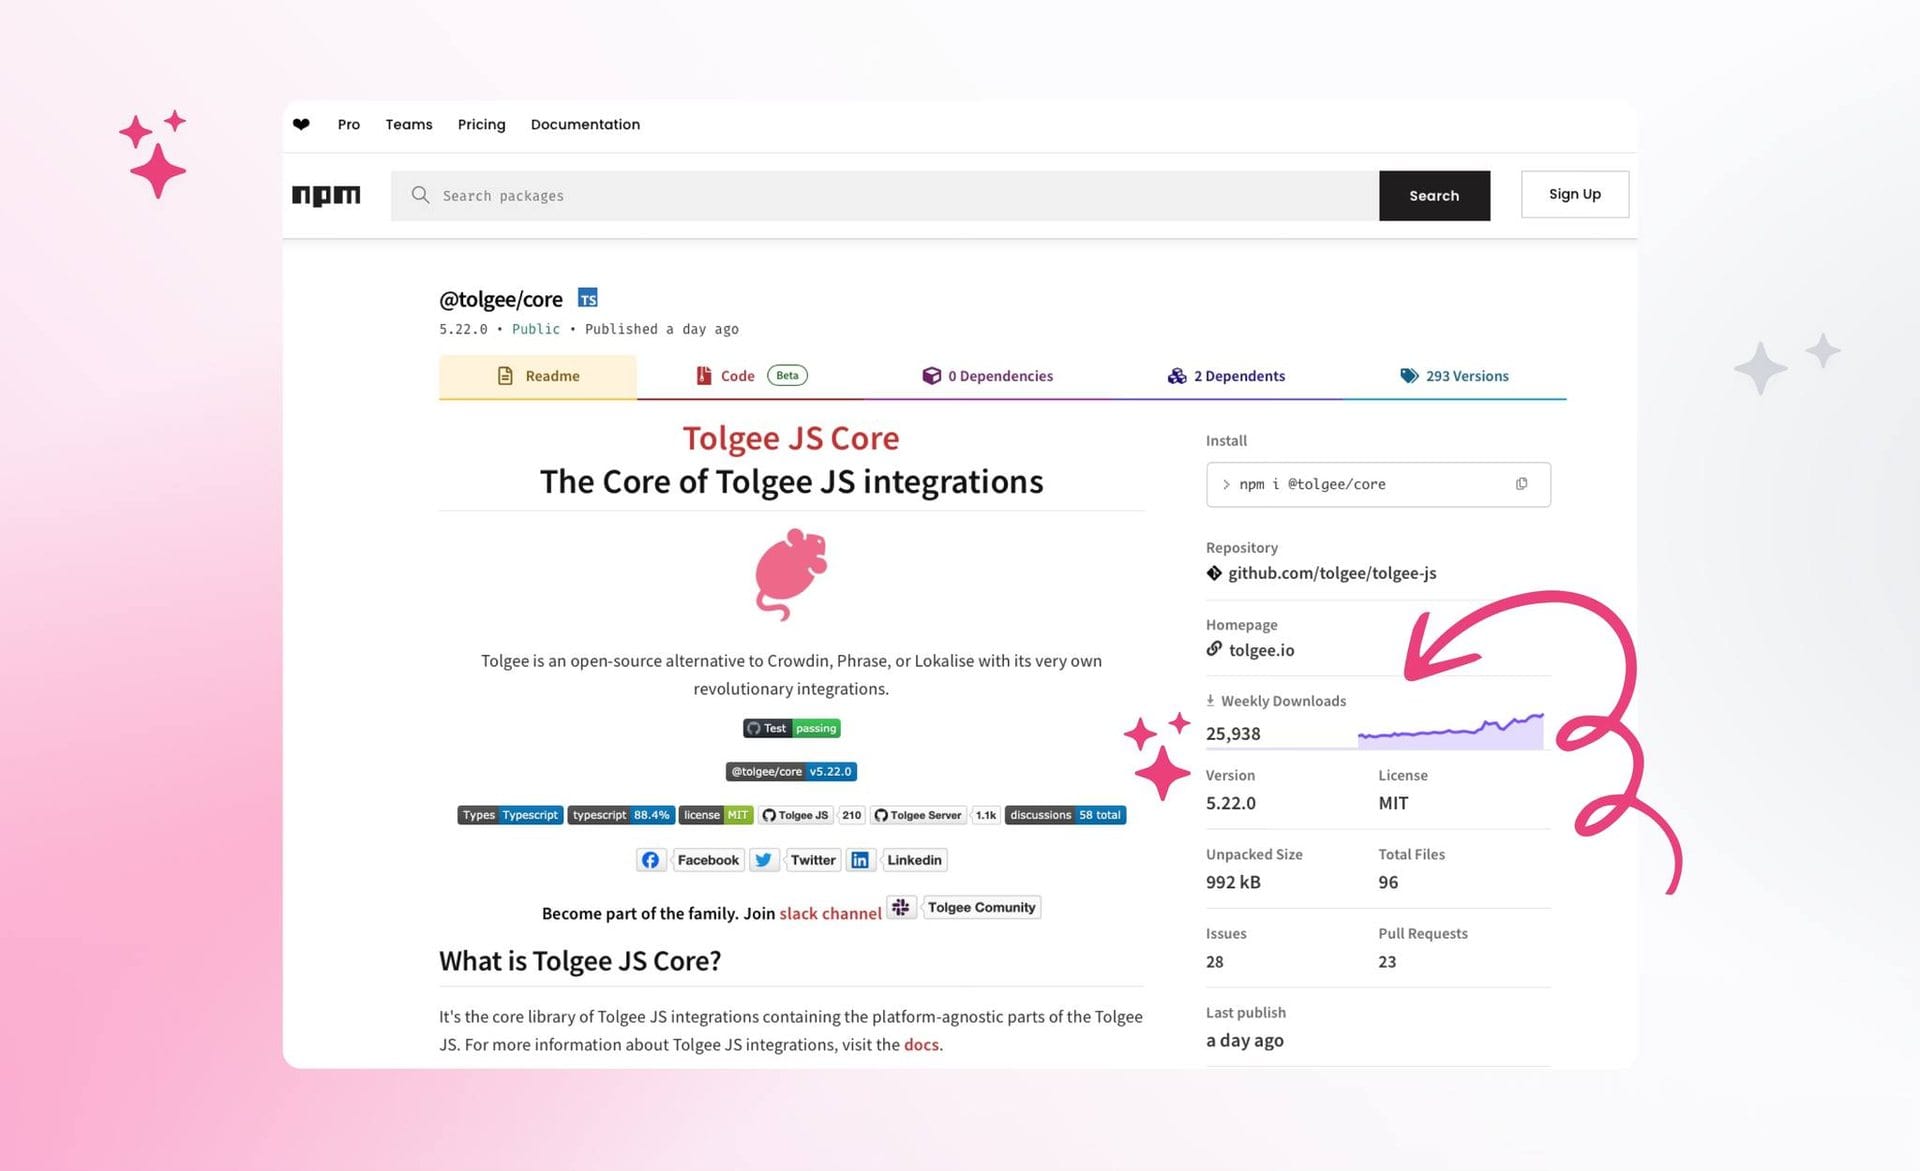 Pro Teams Pricing Documentation
npm Search packages Search Sign Up
@tolgee/core TS
5.22.0 • Public • Published a day ago
Readme Code Beta 0 Dependencies 2 Dependents 293 Versions
Tolgee JS Core
The Core of Tolgee JS integrations
Tolgee is an open-source alternative to Crowdin, Phrase, or Lokalise with its very own
revolutionary integrations.
Test passing
@tolgee/core v5.22.0
Types Typescript typescript 88.4% license MIT Tolgee JS 210 Tolgee Server 1.1k discussions 58 total
Facebook Twitter in Linkedin
Become part of the family. Join slack channel Tolgee Comunity
What is Tolgee JS Core?
It's the core library of Tolgee JS integrations containing the platform-agnostic parts of the Tolgee
JS. For more information about Tolgee JS integrations, visit the docs.
Install
> npm i @tolgee/core
Repository
github.com/tolgee/tolgee-js
Homepage
tolgee.io
Weekly Downloads
25,938
Version License
5.22.0 MIT
Unpacked Size Total Files
992 kB 96
Issues Pull Requests
28 23
Last publish
a day ago